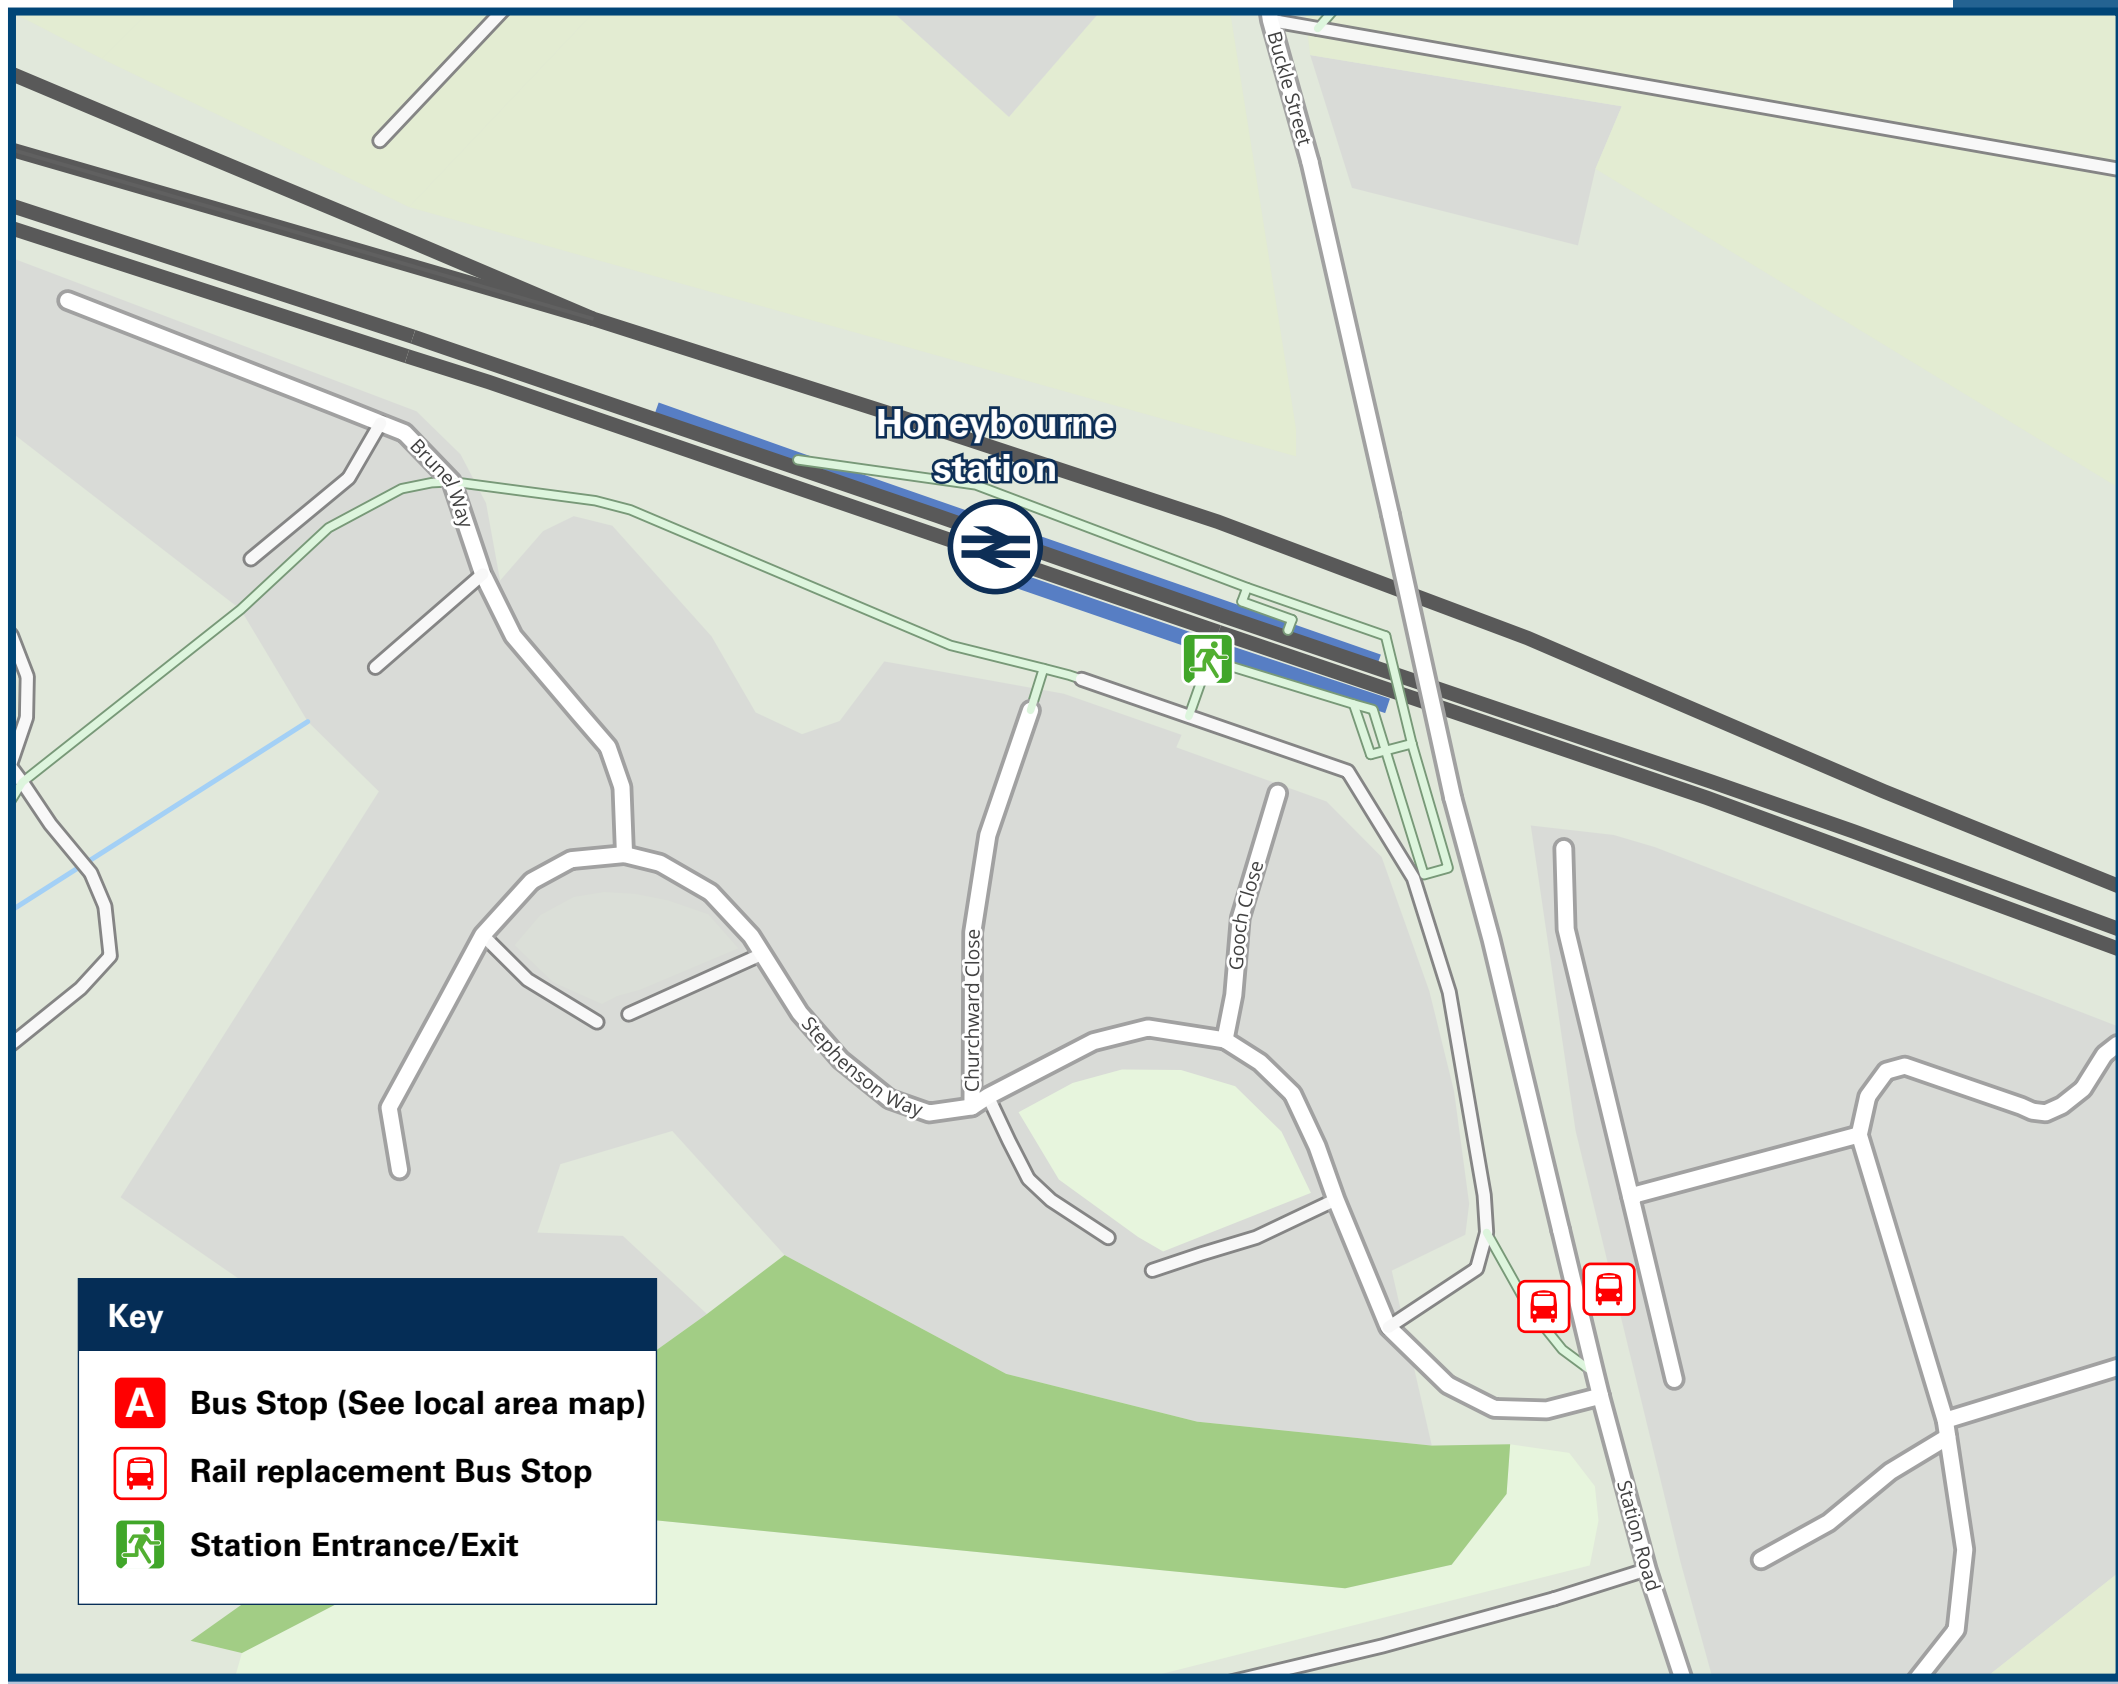 Buckle Street
Honeybourne
station
Brunel Way
Gooch Close
Churchward Close
Stephenson Way
Key
A Bus Stop (See local area map)
Rail replacement Bus Stop
Station Entrance/Exit
Station Road